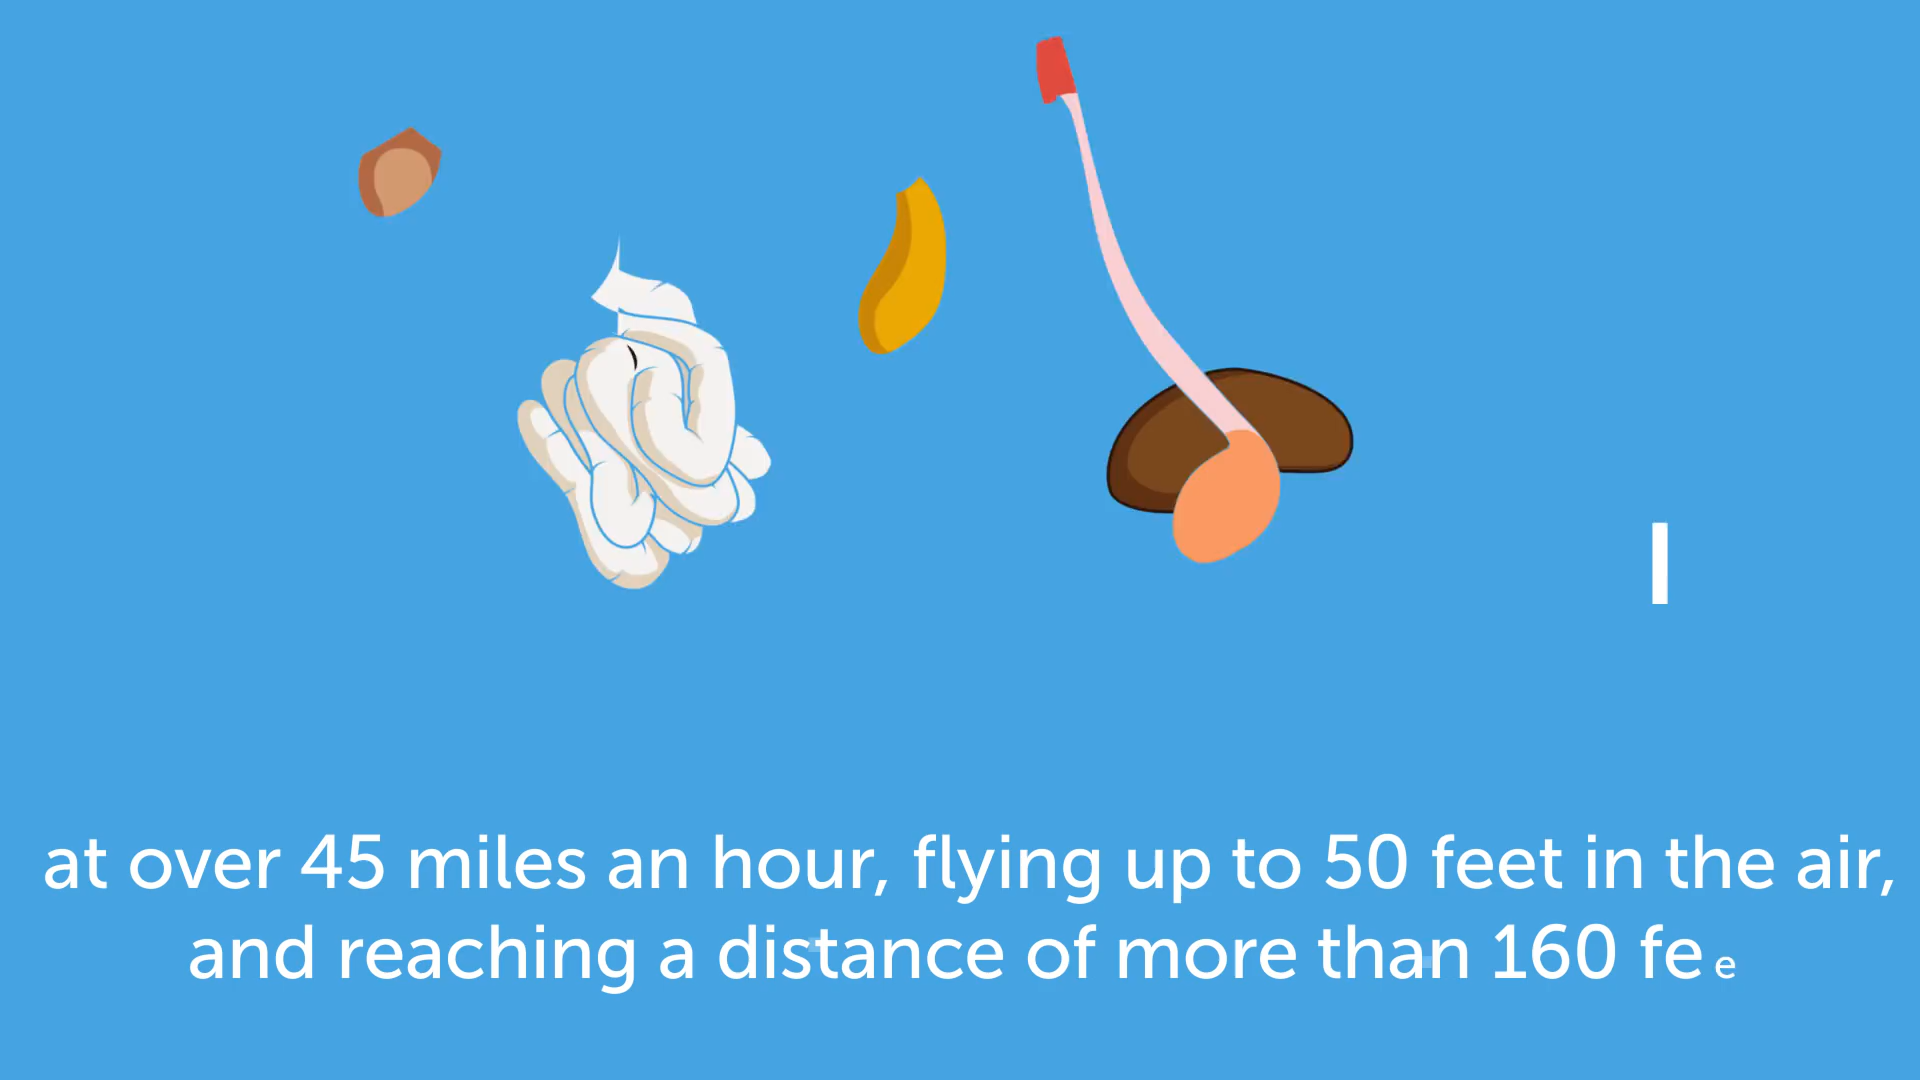 at over 45 miles an hour, flying up to 50 feet in the air,
and reaching a distance of more than 160 fee